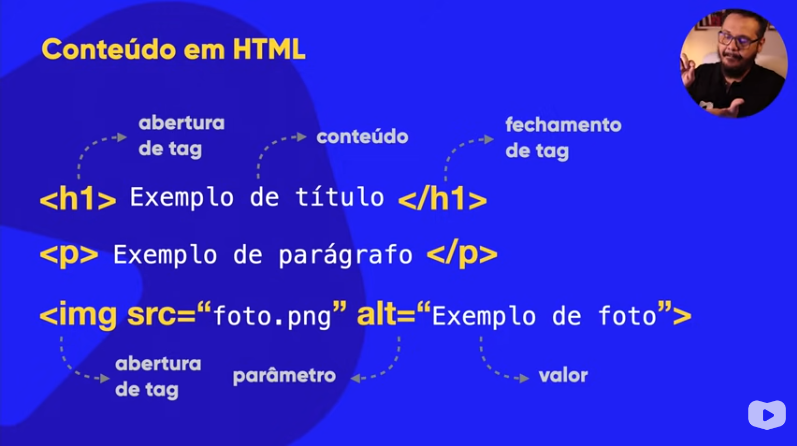 Conteúdo em HTML
abertura
de tag
conteúdo
fechamento
de tag
<h1> Exemplo de título </h1>
<p> Exemplo de parágrafo </p>
<img src=“foto.png” alt=“Exemplo de foto”>
abertura
de tag
parâmetro
valor